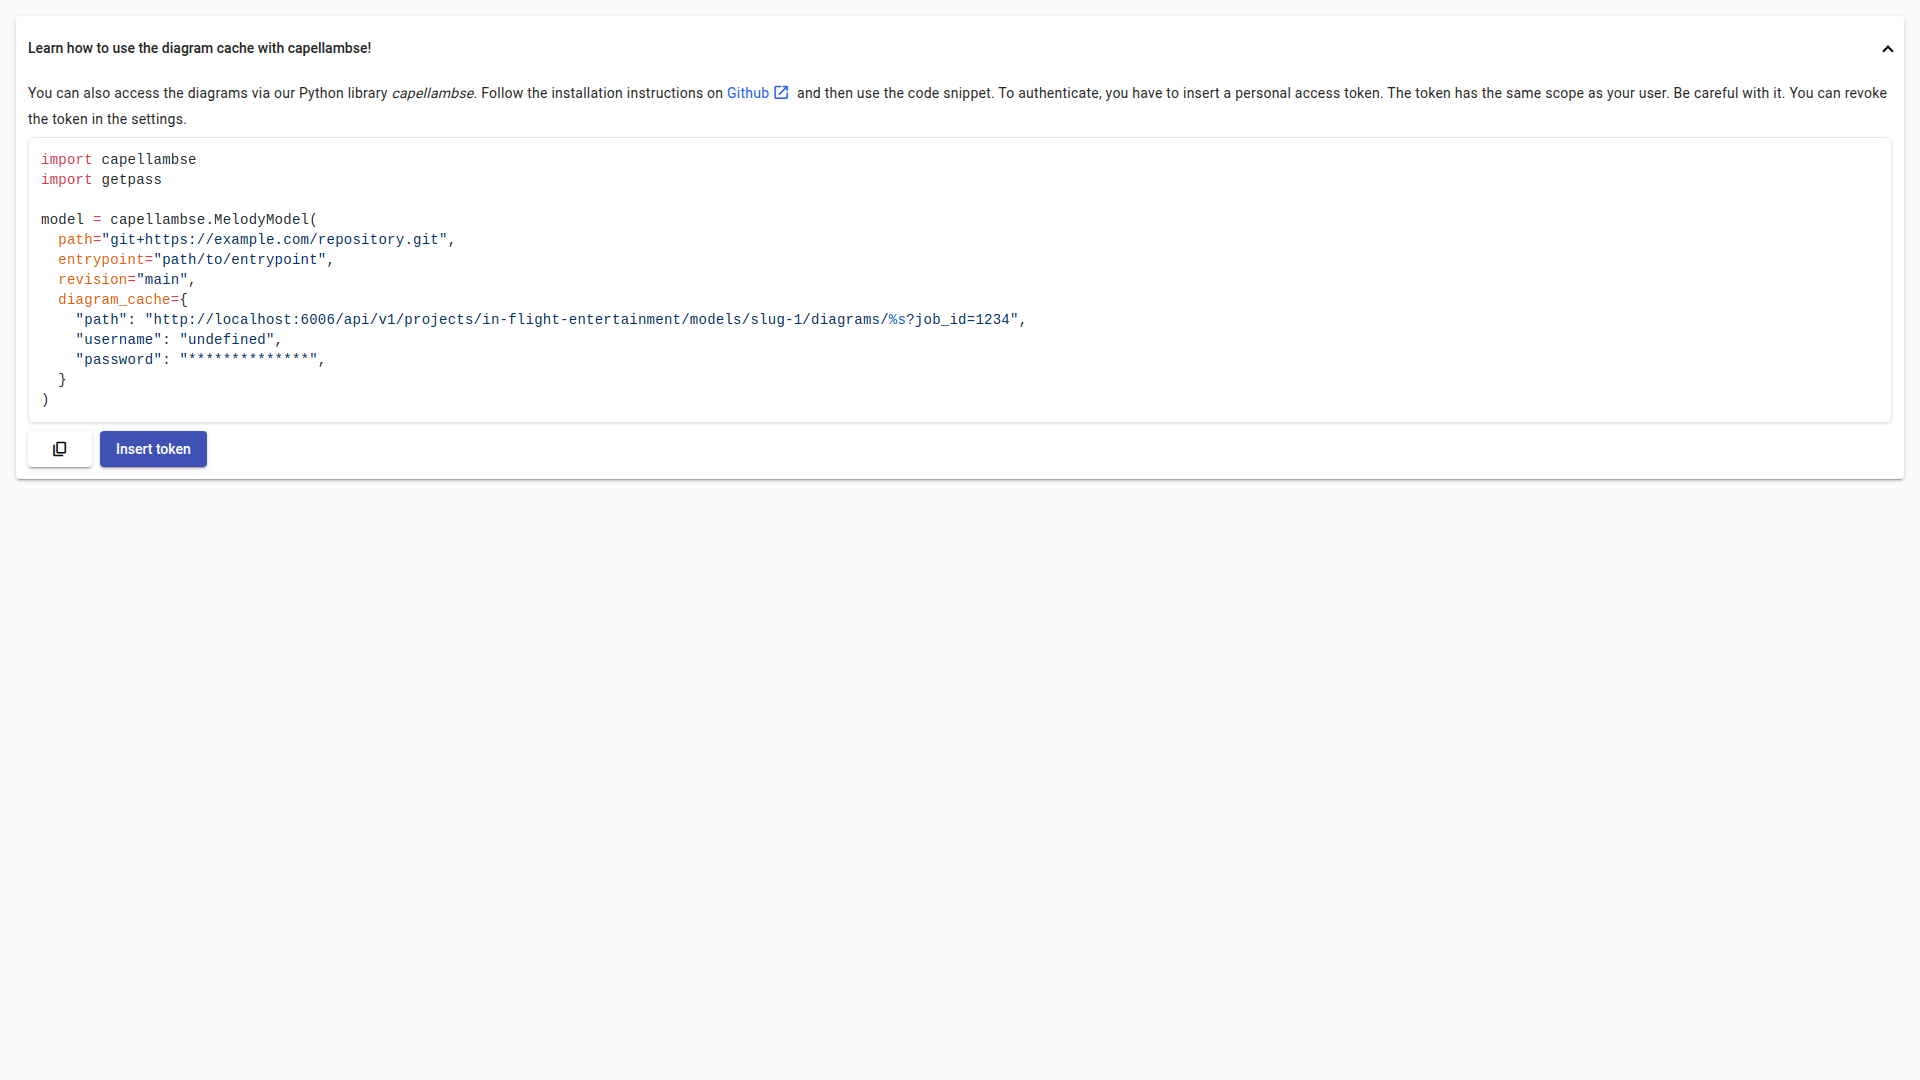 Learn how to use the diagram cache with capellambse!
You can also access the diagrams via our Python library capellambse. Follow the installation instructions on Github and then use the code snippet. To authenticate, you have to insert a personal access token. The token has the same scope as your user. Be careful with it. You can revoke
the token in the settings.
import capellambse
import getpass

model = capellambse.MelodyModel(
  path="git+https://example.com/repository.git",
  entrypoint="path/to/entrypoint",
  revision="main",
  diagram_cache={
    "path": "http://localhost:6006/api/v1/projects/in-flight-entertainment/models/slug-1/diagrams/%s?job_id=1234",
    "username": "undefined",
    "password": "**************",
  }
)
Insert token